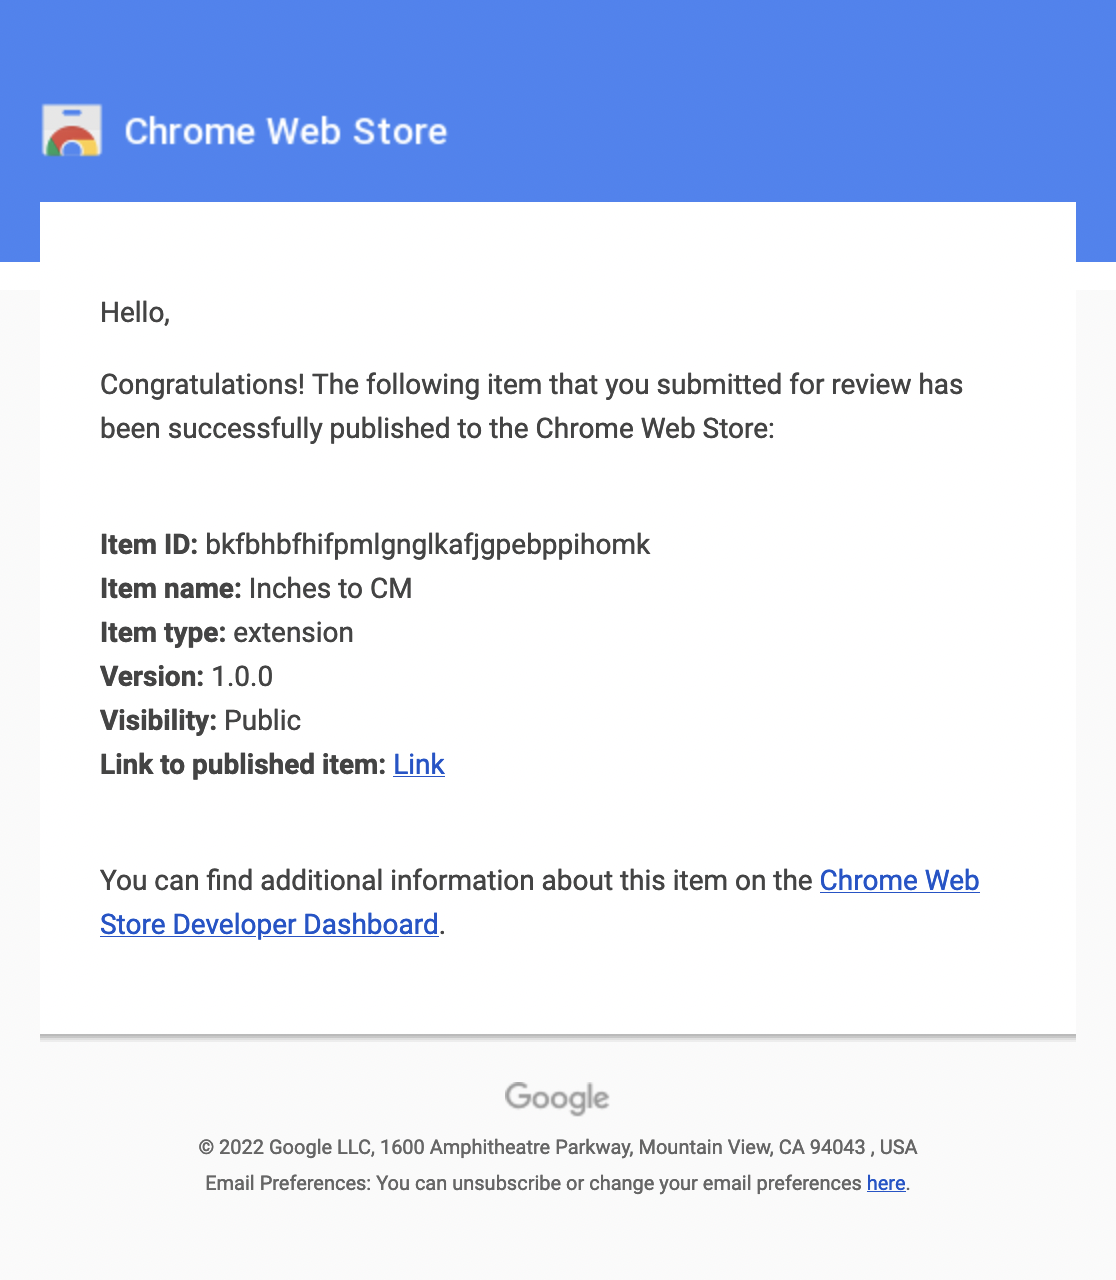 Chrome Web Store
Hello,
Congratulations! The following item that you submitted for review has
been successfully published to the Chrome Web Store:
Item ID: bkfbhbfhifpmlgnglkafjgpebppihomk
Item name: Inches to CM
Item type: extension
Version: 1.0.0
Visibility: Public
Link to published item: Link
You can find additional information about this item on the Chrome Web
Store Developer Dashboard.
Google
© 2022 Google LLC, 1600 Amphitheatre Parkway, Mountain View, CA 94043 , USA
Email Preferences: You can unsubscribe or change your email preferences here.